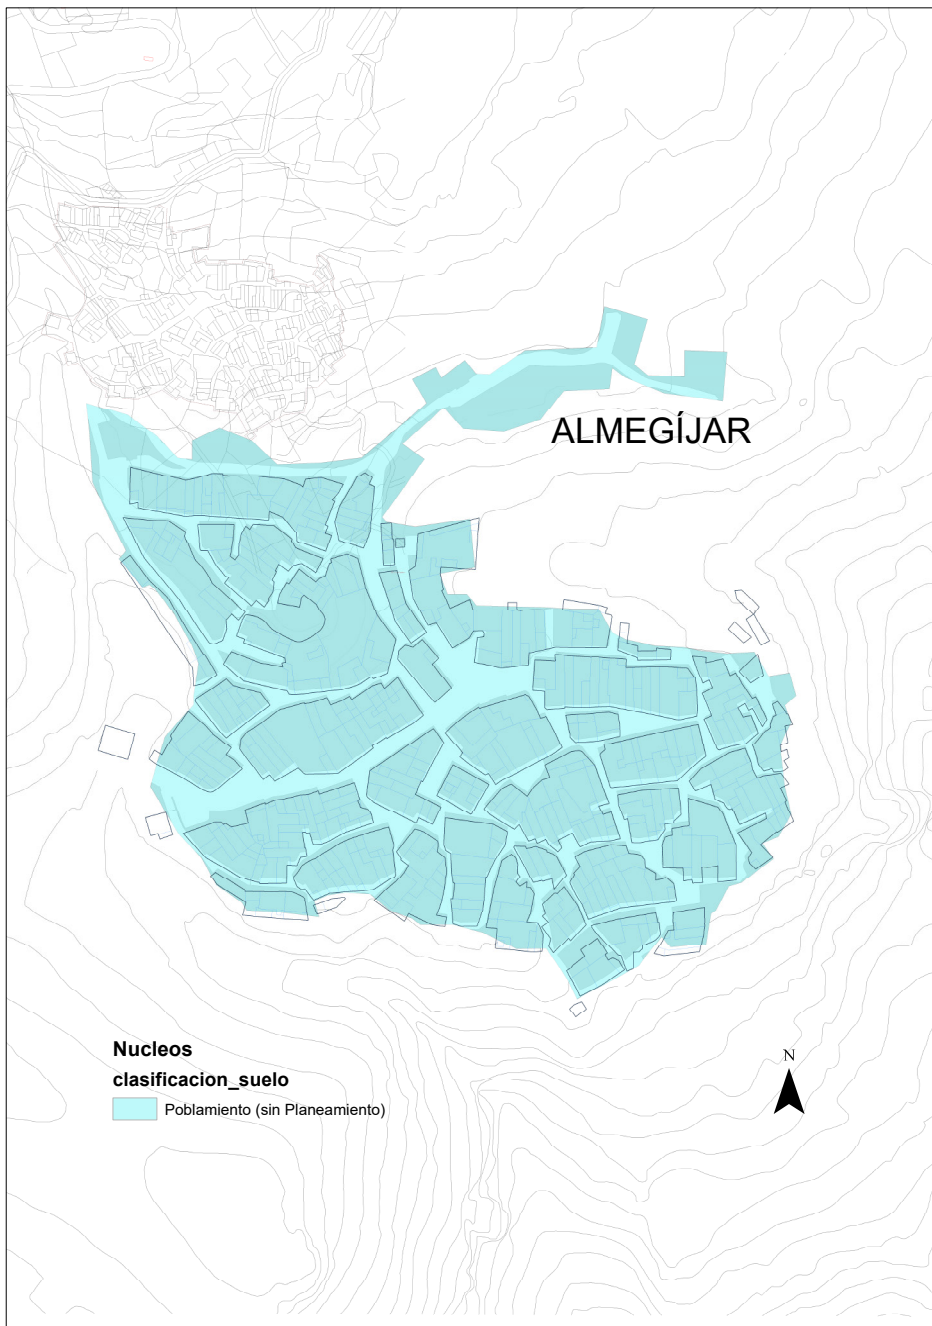 ALMEGÍJAR
Nucleos
clasificacion_suelo
Poblamiento (sin Planeamiento)
N